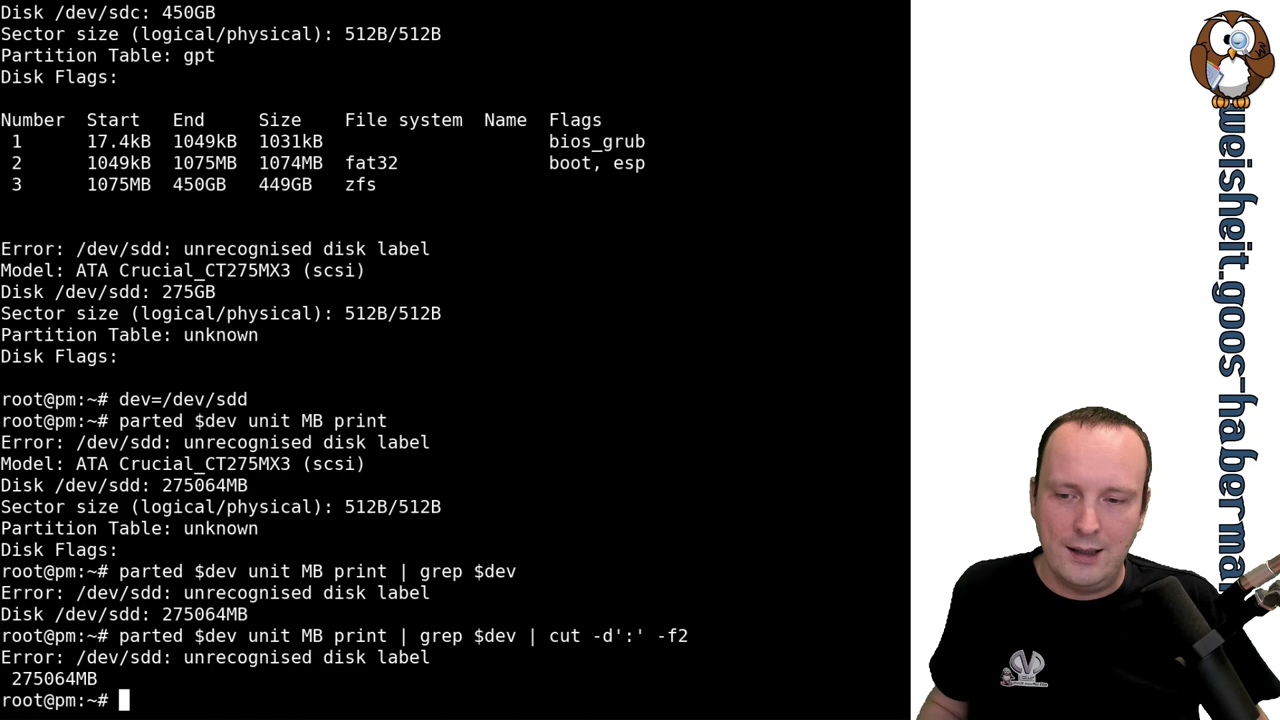 Disk /dev/sdc: 450GB
Sector size (logical/physical): 512B/512B
Partition Table: gpt
Disk Flags:
Number  Start   End     Size    File system  Name  Flags
 1      17.4kB  1049kB  1031kB                     bios_grub
 2      1049kB  1075MB  1074MB  fat32              boot, esp
 3      1075MB  450GB   449GB   zfs
Error: /dev/sdd: unrecognised disk label
Model: ATA Crucial_CT275MX3 (scsi)
Disk /dev/sdd: 275GB
Sector size (logical/physical): 512B/512B
Partition Table: unknown
Disk Flags:
root@pm:~# dev=/dev/sdd
root@pm:~# parted $dev unit MB print
Error: /dev/sdd: unrecognised disk label
Model: ATA Crucial_CT275MX3 (scsi)
Disk /dev/sdd: 275064MB
Sector size (logical/physical): 512B/512B
Partition Table: unknown
Disk Flags:
root@pm:~# parted $dev unit MB print | grep $dev
Error: /dev/sdd: unrecognised disk label
Disk /dev/sdd: 275064MB
root@pm:~# parted $dev unit MB print | grep $dev | cut -d':' -f2
Error: /dev/sdd: unrecognised disk label
 275064MB
root@pm:~#
weisheit.goos-haberma